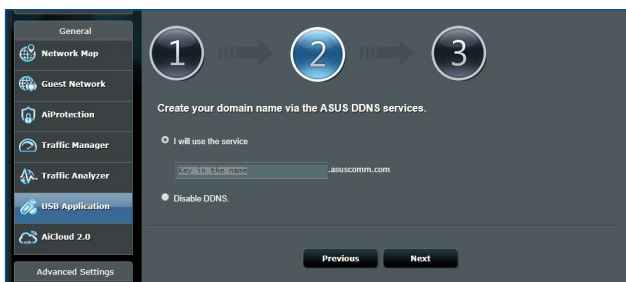 General
Network Map
Guest Network
AiProtection
Traffic Manager
Traffic Analyzer
USB Application
AiCloud 2.0
Advanced Settings
1
2
3
Create your domain name via the ASUS DDNS services.
I will use the service
Key in the name .asuscomm.com
Disable DDNS.
Previous Next